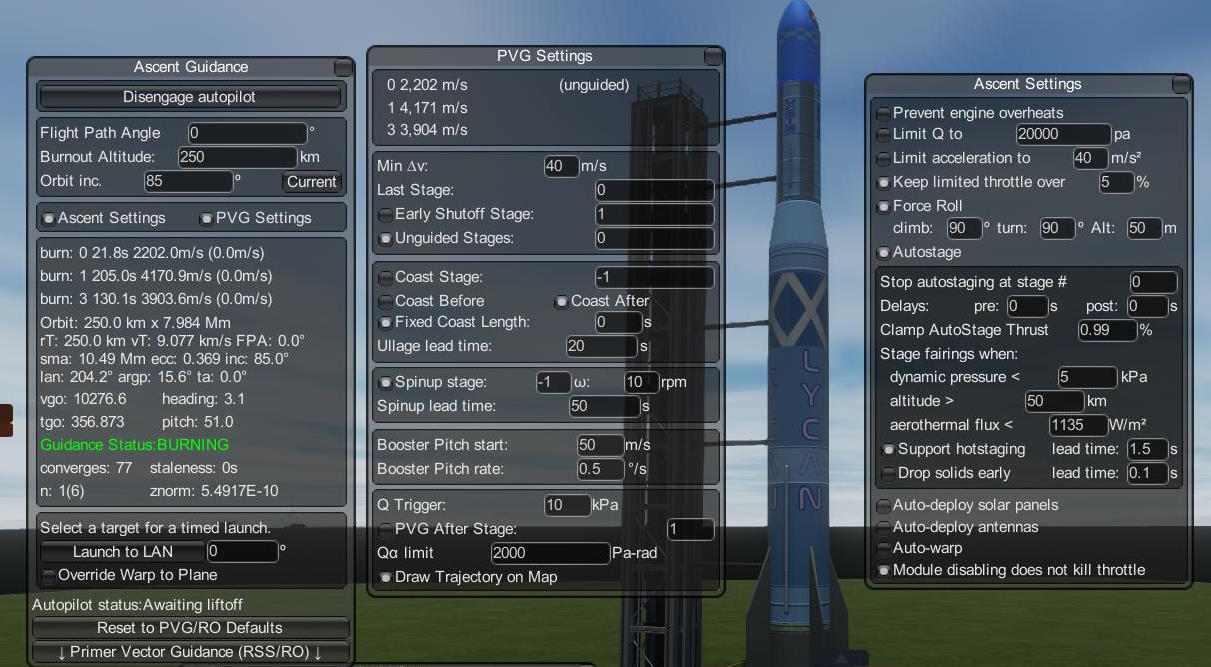 Ascent Guidance
Disengage autopilot
Flight Path Angle 0 °
Burnout Altitude: 250 km
Orbit inc. 85 ° Current
Ascent Settings PVG Settings
burn: 0 21.8s 2202.0m/s (0.0m/s)
burn: 1 205.0s 4170.9m/s (0.0m/s)
burn: 3 130.1s 3903.6m/s (0.0m/s)
Orbit: 250.0 km x 7.984 Mm
rT: 250.0 km vT: 9.077 km/s FPA: 0.0°
sma: 10.49 Mm ecc: 0.369 inc: 85.0°
lan: 204.2° argp: 15.6° ta: 0.0°
vgo: 10276.6 heading: 3.1
tgo: 356.873 pitch: 51.0
Guidance Status:BURNING
converges: 77 staleness: 0s
n: 1(6) znorm: 5.4917E-10
Select a target for a timed launch.
Launch to LAN 0 °
Override Warp to Plane
Autopilot status:Awaiting liftoff
Reset to PVG/RO Defaults
↓ Primer Vector Guidance (RSS/RO) ↓
PVG Settings
0 2,202 m/s (unguided)
1 4,171 m/s
3 3,904 m/s
Min Δv: 40 m/s
Last Stage: 0
Early Shutoff Stage: 1
Unguided Stages: 0
Coast Stage: -1
Coast Before Coast After
Fixed Coast Length: 0 s
Ullage lead time: 20 s
Spinup stage: -1 ω: 10 rpm
Spinup lead time: 50 s
Booster Pitch start: 50 m/s
Booster Pitch rate: 0.5 °/s
Q Trigger: 10 kPa
PVG After Stage: 1
Qα limit 2000 Pa-rad
Draw Trajectory on Map
LYCΛN
Ascent Settings
Prevent engine overheats
Limit Q to 20000 pa
Limit acceleration to 40 m/s²
Keep limited throttle over 5 %
Force Roll
climb: 90 ° turn: 90 ° Alt: 50 m
Autostage
Stop autostaging at stage # 0
Delays: pre: 0 s post: 0 s
Clamp AutoStage Thrust 0.99 %
Stage fairings when:
dynamic pressure < 5 kPa
altitude > 50 km
aerothermal flux < 1135 W/m²
Support hotstaging lead time: 1.5 s
Drop solids early lead time: 0.1 s
Auto-deploy solar panels
Auto-deploy antennas
Auto-warp
Module disabling does not kill throttle